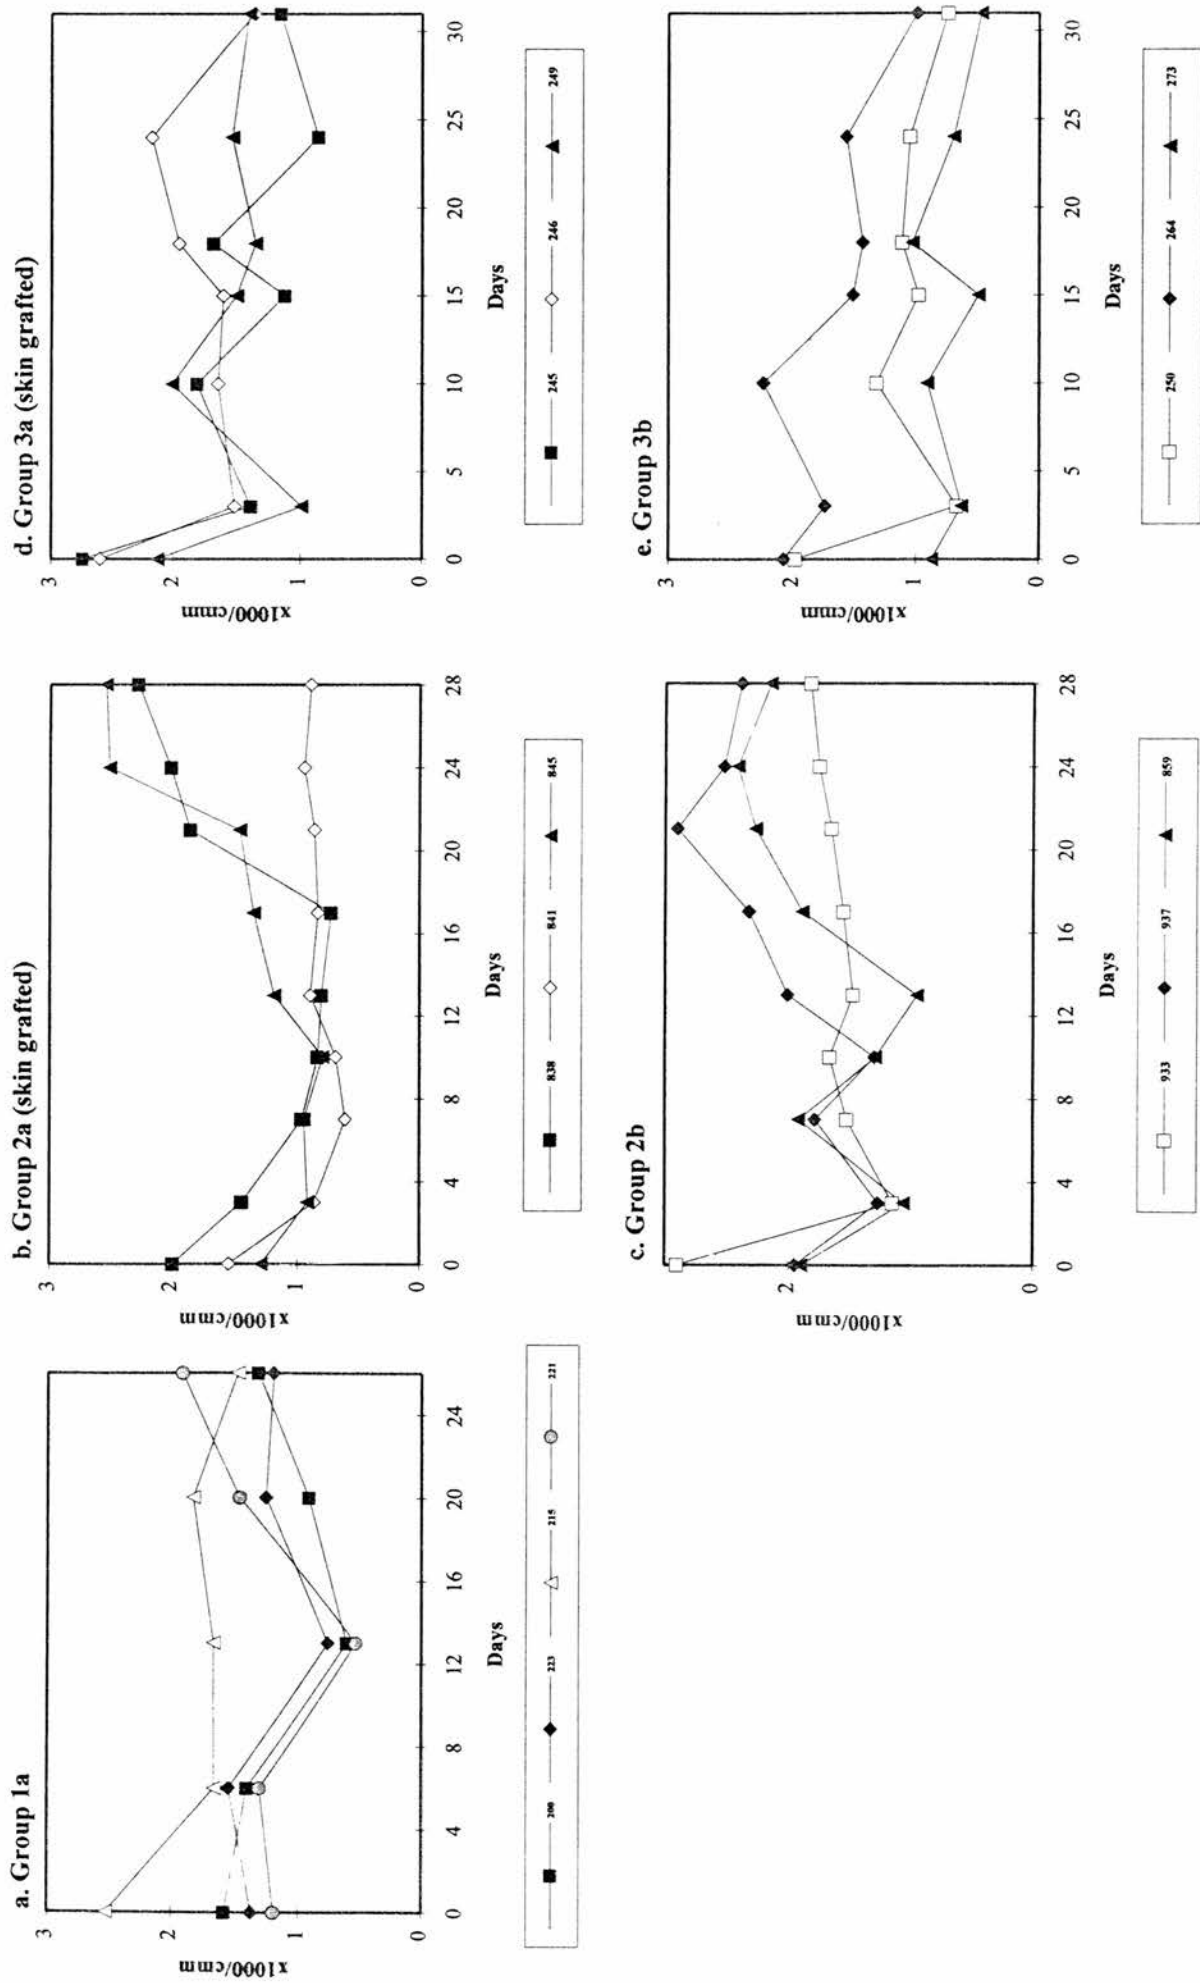 a. Group 1a
x1000/cmm
3
2
1
0
0 4 8 12 16 20 24
Days
200 223 215 221
b. Group 2a (skin grafted)
x1000/cmm
3
2
1
0
0 4 8 12 16 20 24 28
Days
838 841 845
c. Group 2b
x1000/cmm
2
0
0 4 8 12 16 20 24 28
Days
933 937 859
d. Group 3a (skin grafted)
x1000/cmm
3
2
1
0
0 5 10 15 20 25 30
Days
245 246 249
e. Group 3b
x1000/cmm
3
2
1
0
0 5 10 15 20 25 30
Days
250 264 273